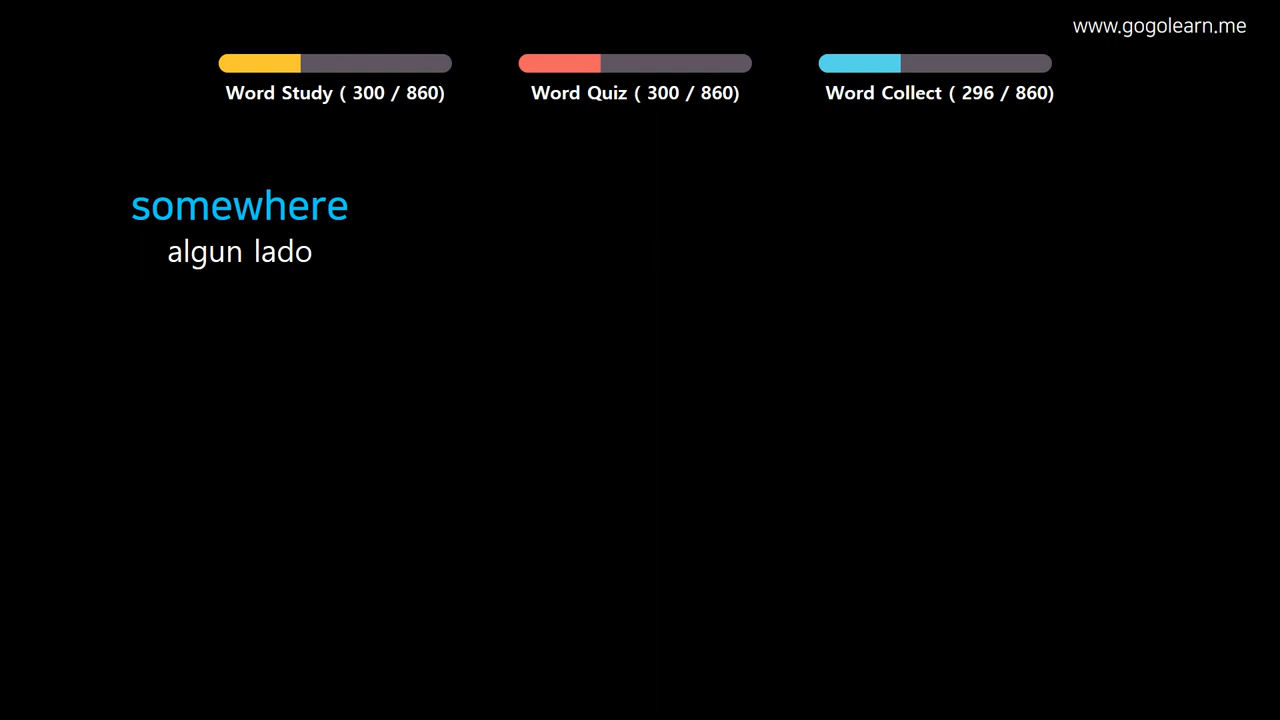 www.gogolearn.me
Word Study ( 300 / 860)
Word Quiz ( 300 / 860)
Word Collect ( 296 / 860)
somewhere
algun lado